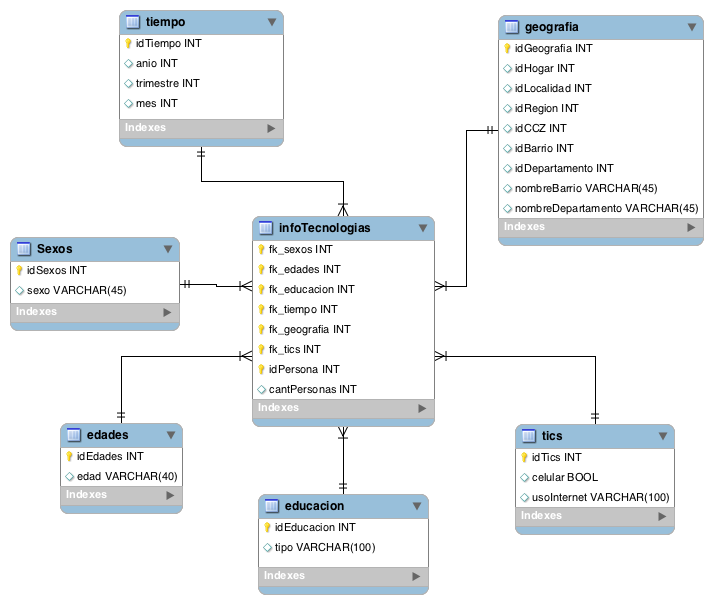 tiempo
idTiempo INT
anio INT
trimestre INT
mes INT
Indexes
geografia
idGeografia INT
idHogar INT
idLocalidad INT
idRegion INT
idCCZ INT
idBarrio INT
idDepartamento INT
nombreBarrio VARCHAR(45)
nombreDepartamento VARCHAR(45)
Indexes
infoTecnologias
fk_sexos INT
fk_edades INT
fk_educacion INT
fk_tiempo INT
fk_geografia INT
fk_tics INT
idPersona INT
cantPersonas INT
Indexes
Sexos
idSexos INT
sexo VARCHAR(45)
Indexes
edades
idEdades INT
edad VARCHAR(40)
Indexes
educacion
idEducacion INT
tipo VARCHAR(100)
Indexes
tics
idTics INT
celular BOOL
usoInternet VARCHAR(100)
Indexes